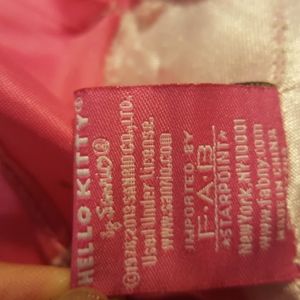 HELLO KITTY®
by Sanrio®
©1976, 2013 SANRIO CO., LTD.
Used Under License.
www.sanrio.com
IMPORTED BY
FAB
★STARPOINT★
New York, NY 10001
www.fabny.com
MADE IN CHINA